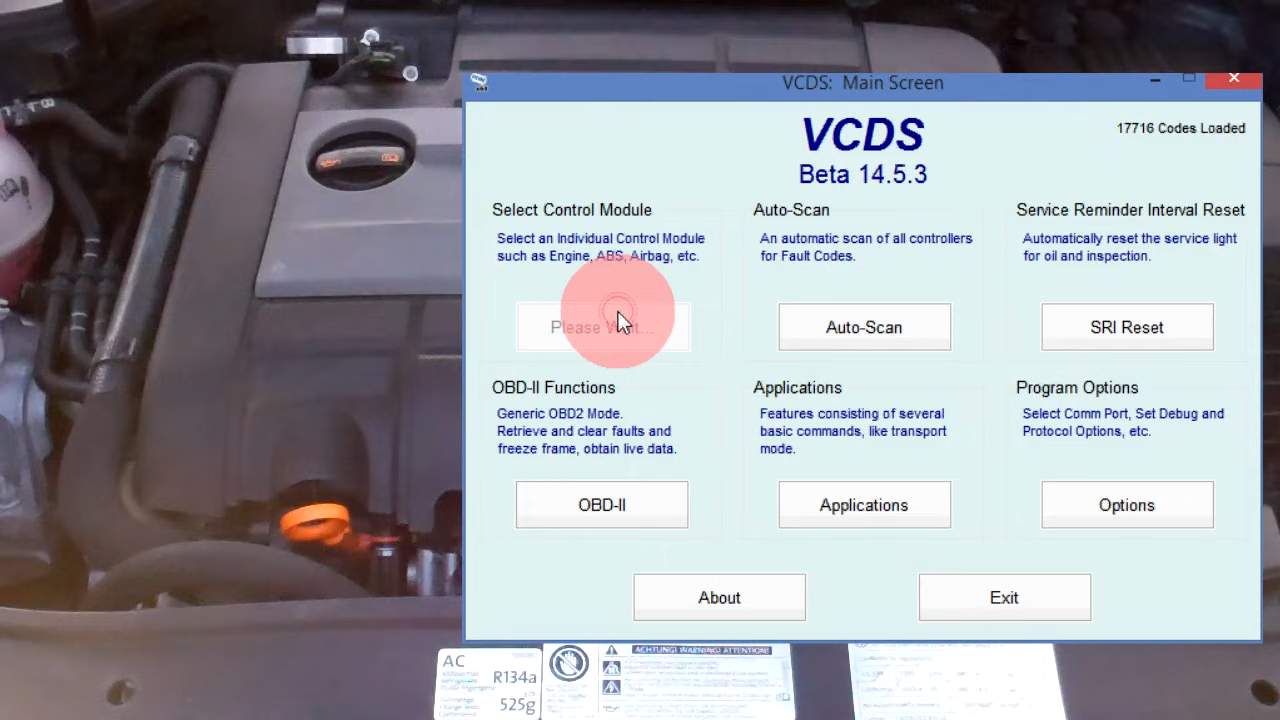 VCDS: Main Screen
VCDS
Beta 14.5.3
17716 Codes Loaded
Select Control Module
Select an Individual Control Module
such as Engine, ABS, Airbag, etc.
Please Wait...
Auto-Scan
An automatic scan of all controllers
for Fault Codes.
Auto-Scan
Service Reminder Interval Reset
Automatically reset the service light
for oil and inspection.
SRI Reset
OBD-II Functions
Generic OBD2 Mode.
Retrieve and clear faults and
freeze frame, obtain live data.
OBD-II
Applications
Features consisting of several
basic commands, like transport
mode.
Applications
Program Options
Select Comm Port, Set Debug and
Protocol Options, etc.
Options
About
Exit
AC
R134a
525g
ACHTUNG! WARNING! ATTENTION!